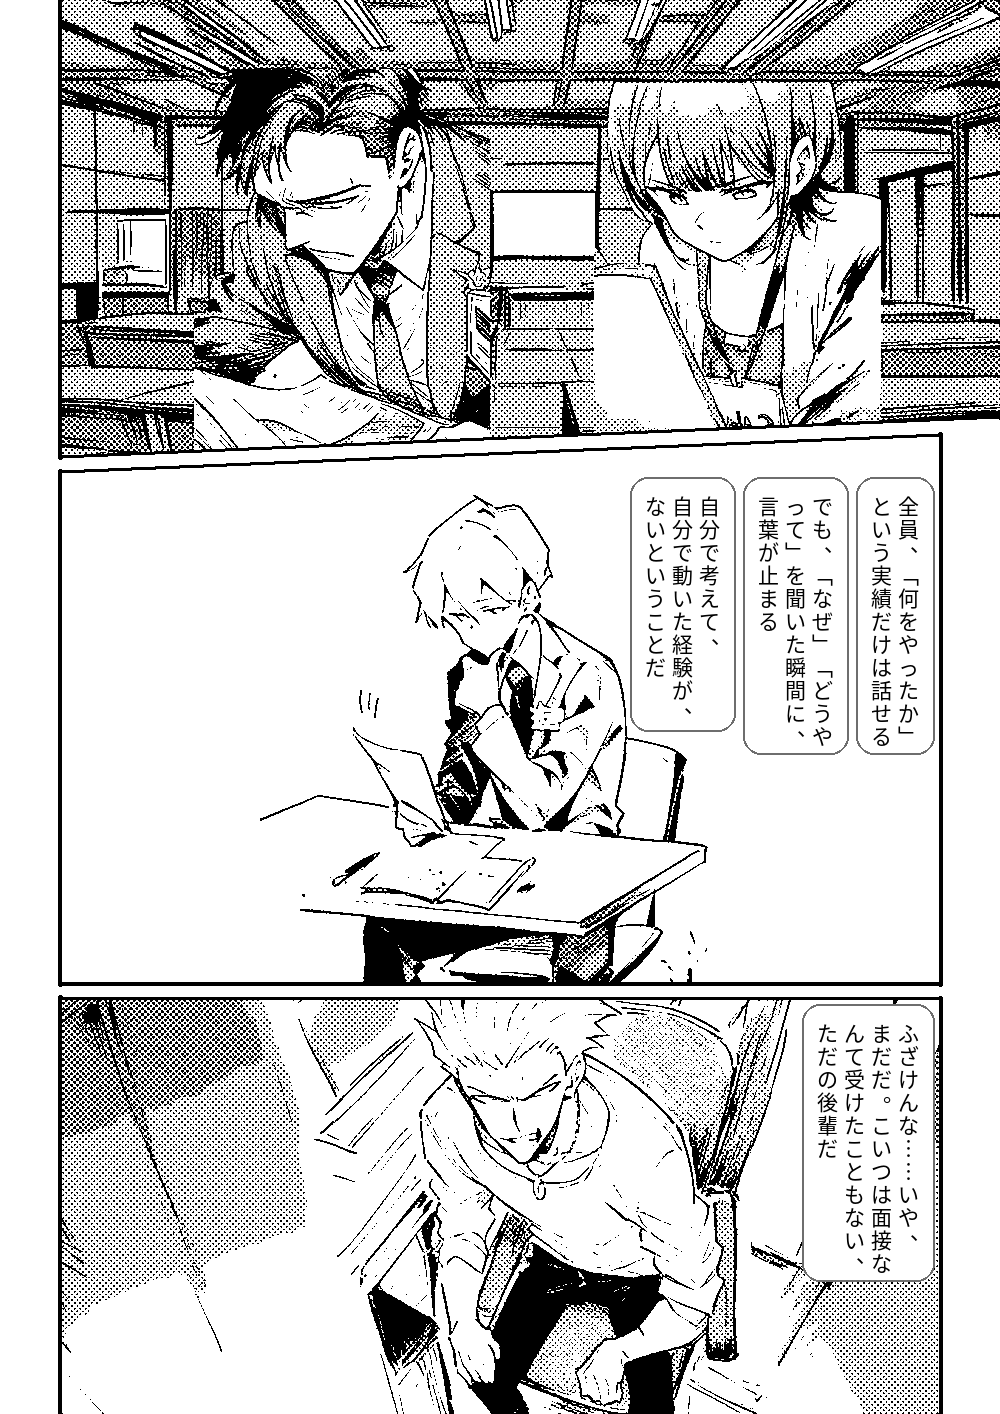 全員、「何をやったか」
という実績だけは話せる
でも、「なぜ」「どうや
って」を聞いた瞬間に、
言葉が止まる
自分で考えて、
自分で動いた経験が、
ないということだ
ふざけんな……いや、
まだだ。こいつは面接な
んて受けたこともない、
ただの後輩だ